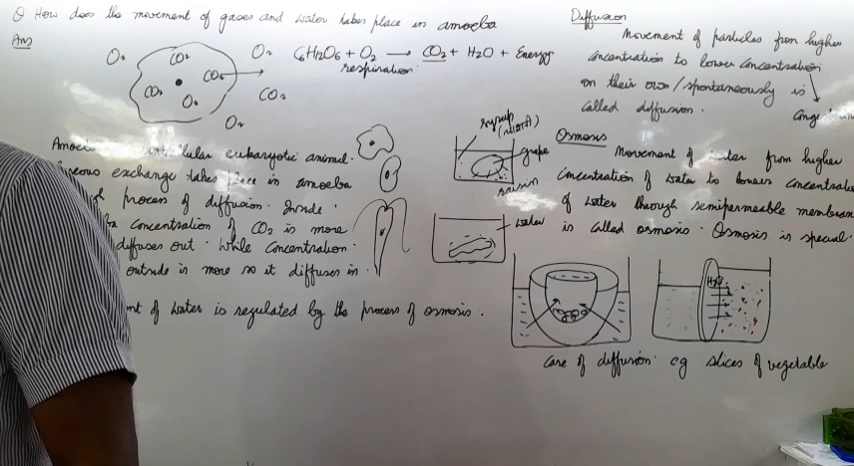 Q How does the movement of gases and water takes place in amoeba
Ans
O₂ CO₂ O₂
CO₂ CO₂ O₂ CO₂
O₂
C6H12O6 + O2 → CO2 + H2O + Energy
respiration
eukaryotic animal.
exchange takes place in amoeba
process of diffusion. Inside
concentration of CO2 is more
diffuses out. While concentration
outside is more so it diffuses in.
of water is regulated by the process of osmosis.
Diffusion
Movement of particles from higher
concentration to lower concentration
on their own/spontaneously is
called diffusion.
syrup
grape
raisin
water
Osmosis
Movement of water from higher
concentration of water to lower
of water through semipermeable
is called osmosis. Osmosis is special
H2O
case of diffusion eg slices of vegetable